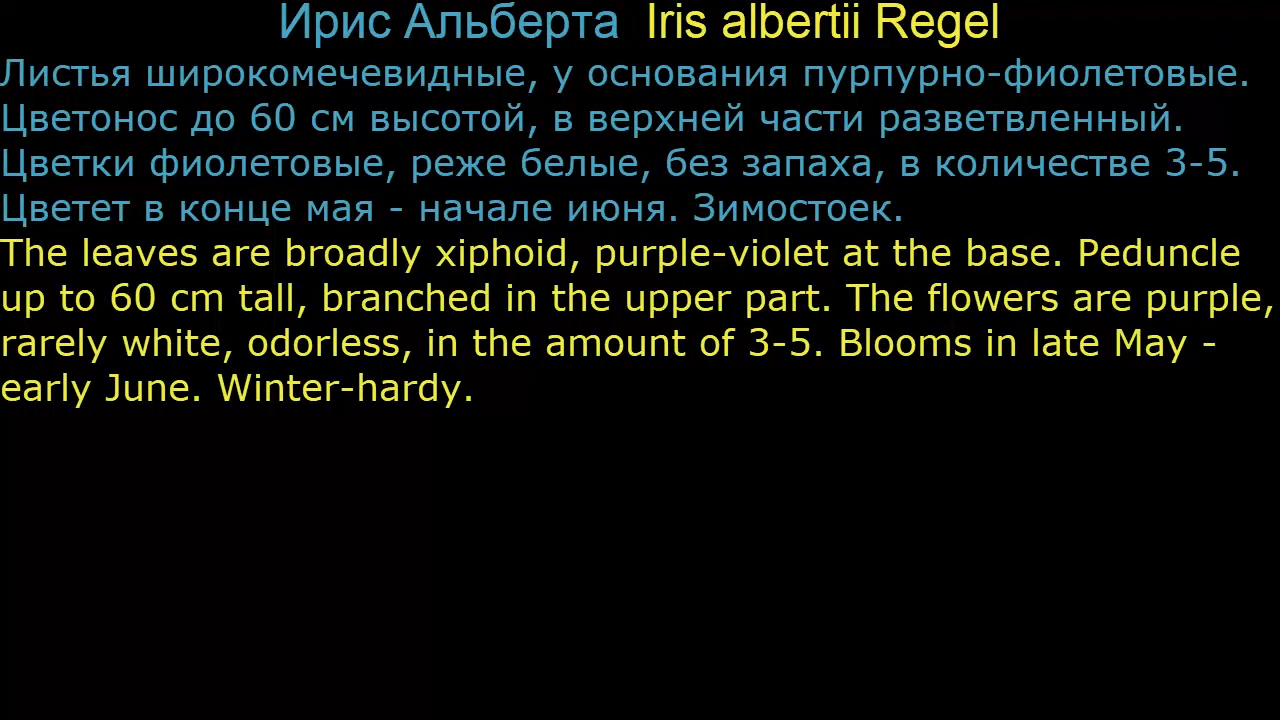 Ирис Альберта Iris albertii Regel
Листья широкомечевидные, у основания пурпурно-фиолетовые.
Цветонос до 60 см высотой, в верхней части разветвленный.
Цветки фиолетовые, реже белые, без запаха, в количестве 3-5.
Цветет в конце мая - начале июня. Зимостоек.
The leaves are broadly xiphoid, purple-violet at the base. Peduncle
up to 60 cm tall, branched in the upper part. The flowers are purple,
rarely white, odorless, in the amount of 3-5. Blooms in late May -
early June. Winter-hardy.